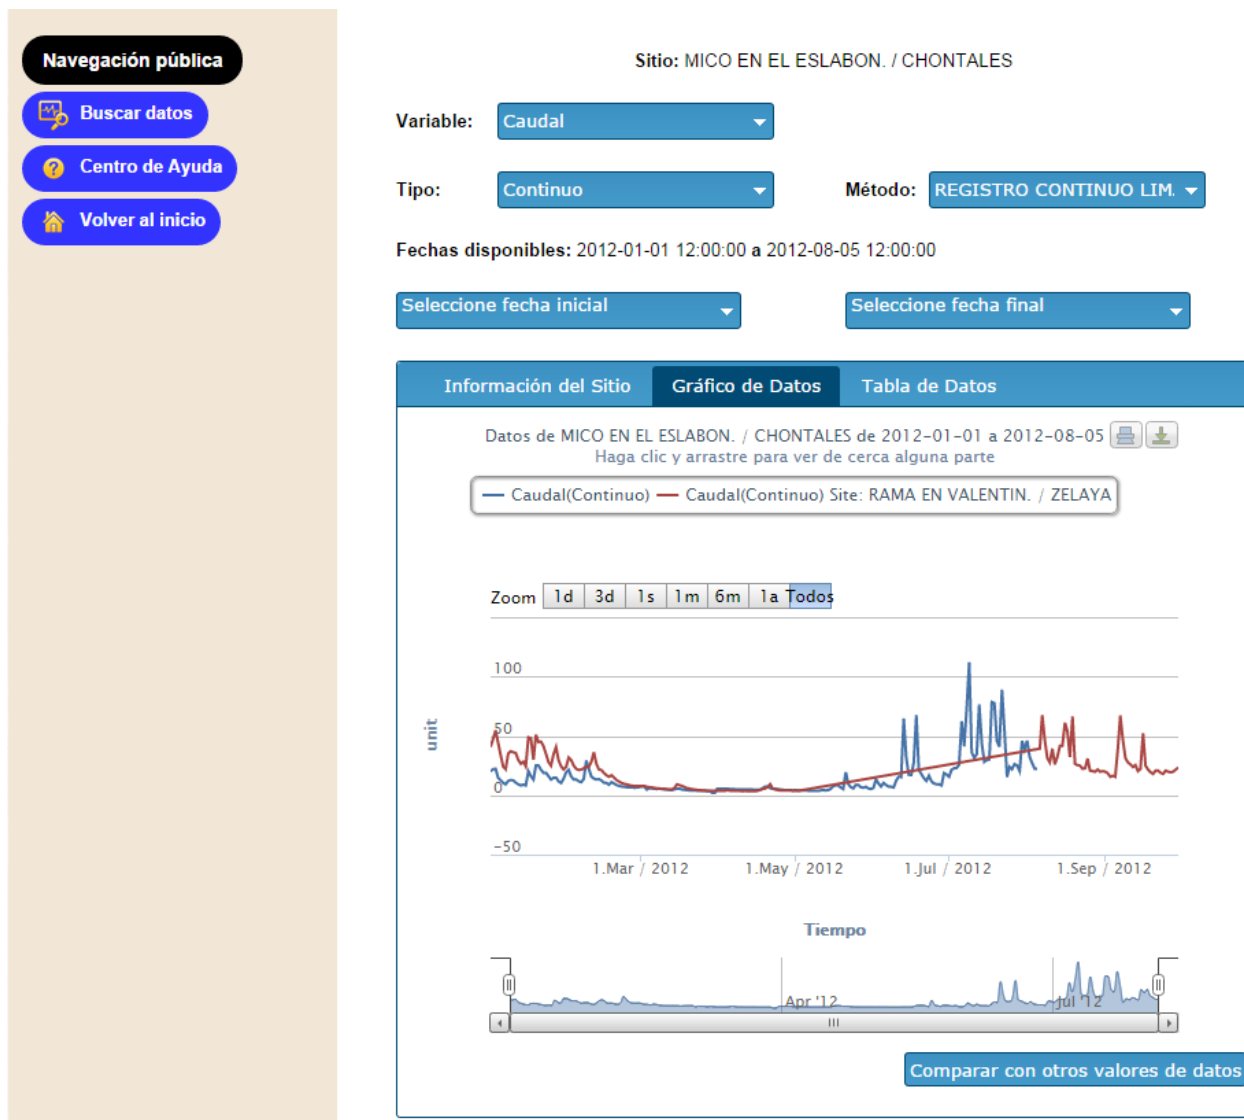 Navegación pública
Buscar datos
Centro de Ayuda
Volver al inicio
Sitio: MICO EN EL ESLABON. / CHONTALES
Variable: Caudal
Tipo: Continuo Método: REGISTRO CONTINUO LIM.
Fechas disponibles: 2012-01-01 12:00:00 a 2012-08-05 12:00:00
Seleccione fecha inicial Seleccione fecha final
Información del Sitio Gráfico de Datos Tabla de Datos
Datos de MICO EN EL ESLABON. / CHONTALES de 2012-01-01 a 2012-08-05
Haga clic y arrastre para ver de cerca alguna parte
Caudal(Continuo) Caudal(Continuo) Site: RAMA EN VALENTIN. / ZELAYA
Zoom 1d 3d 1s 1m 6m 1a Todos
100
50
0
-50
unit
1.Mar / 2012 1.May / 2012 1.Jul / 2012 1.Sep / 2012
Tiempo
Apr '12 Jul '12
Comparar con otros valores de datos